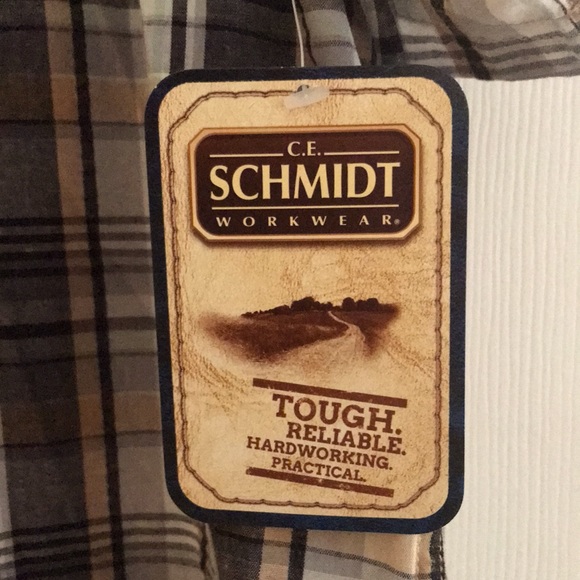 C.E.
SCHMIDT
WORKWEAR®
TOUGH.
RELIABLE.
HARDWORKING.
PRACTICAL.